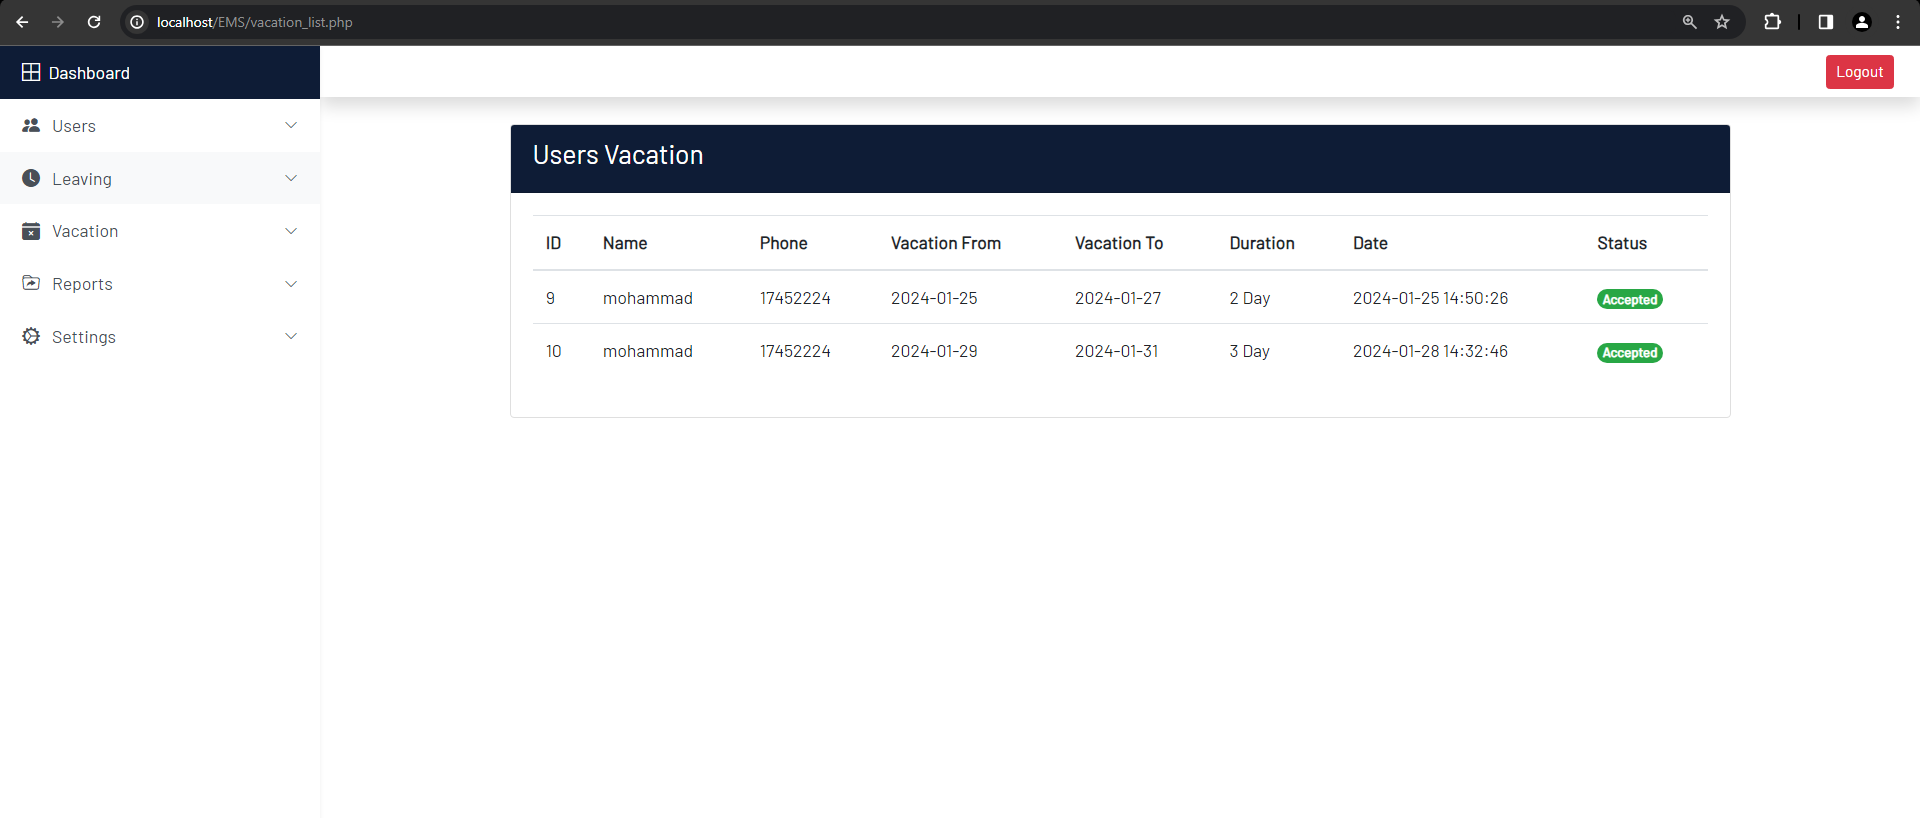 localhost/EMS/vacation_list.php
Dashboard
Logout
Users
Leaving
Vacation
Reports
Settings
Users Vacation
ID Name Phone Vacation From Vacation To Duration Date Status
9 mohammad 17452224 2024-01-25 2024-01-27 2 Day 2024-01-25 14:50:26 Accepted
10 mohammad 17452224 2024-01-29 2024-01-31 3 Day 2024-01-28 14:32:46 Accepted